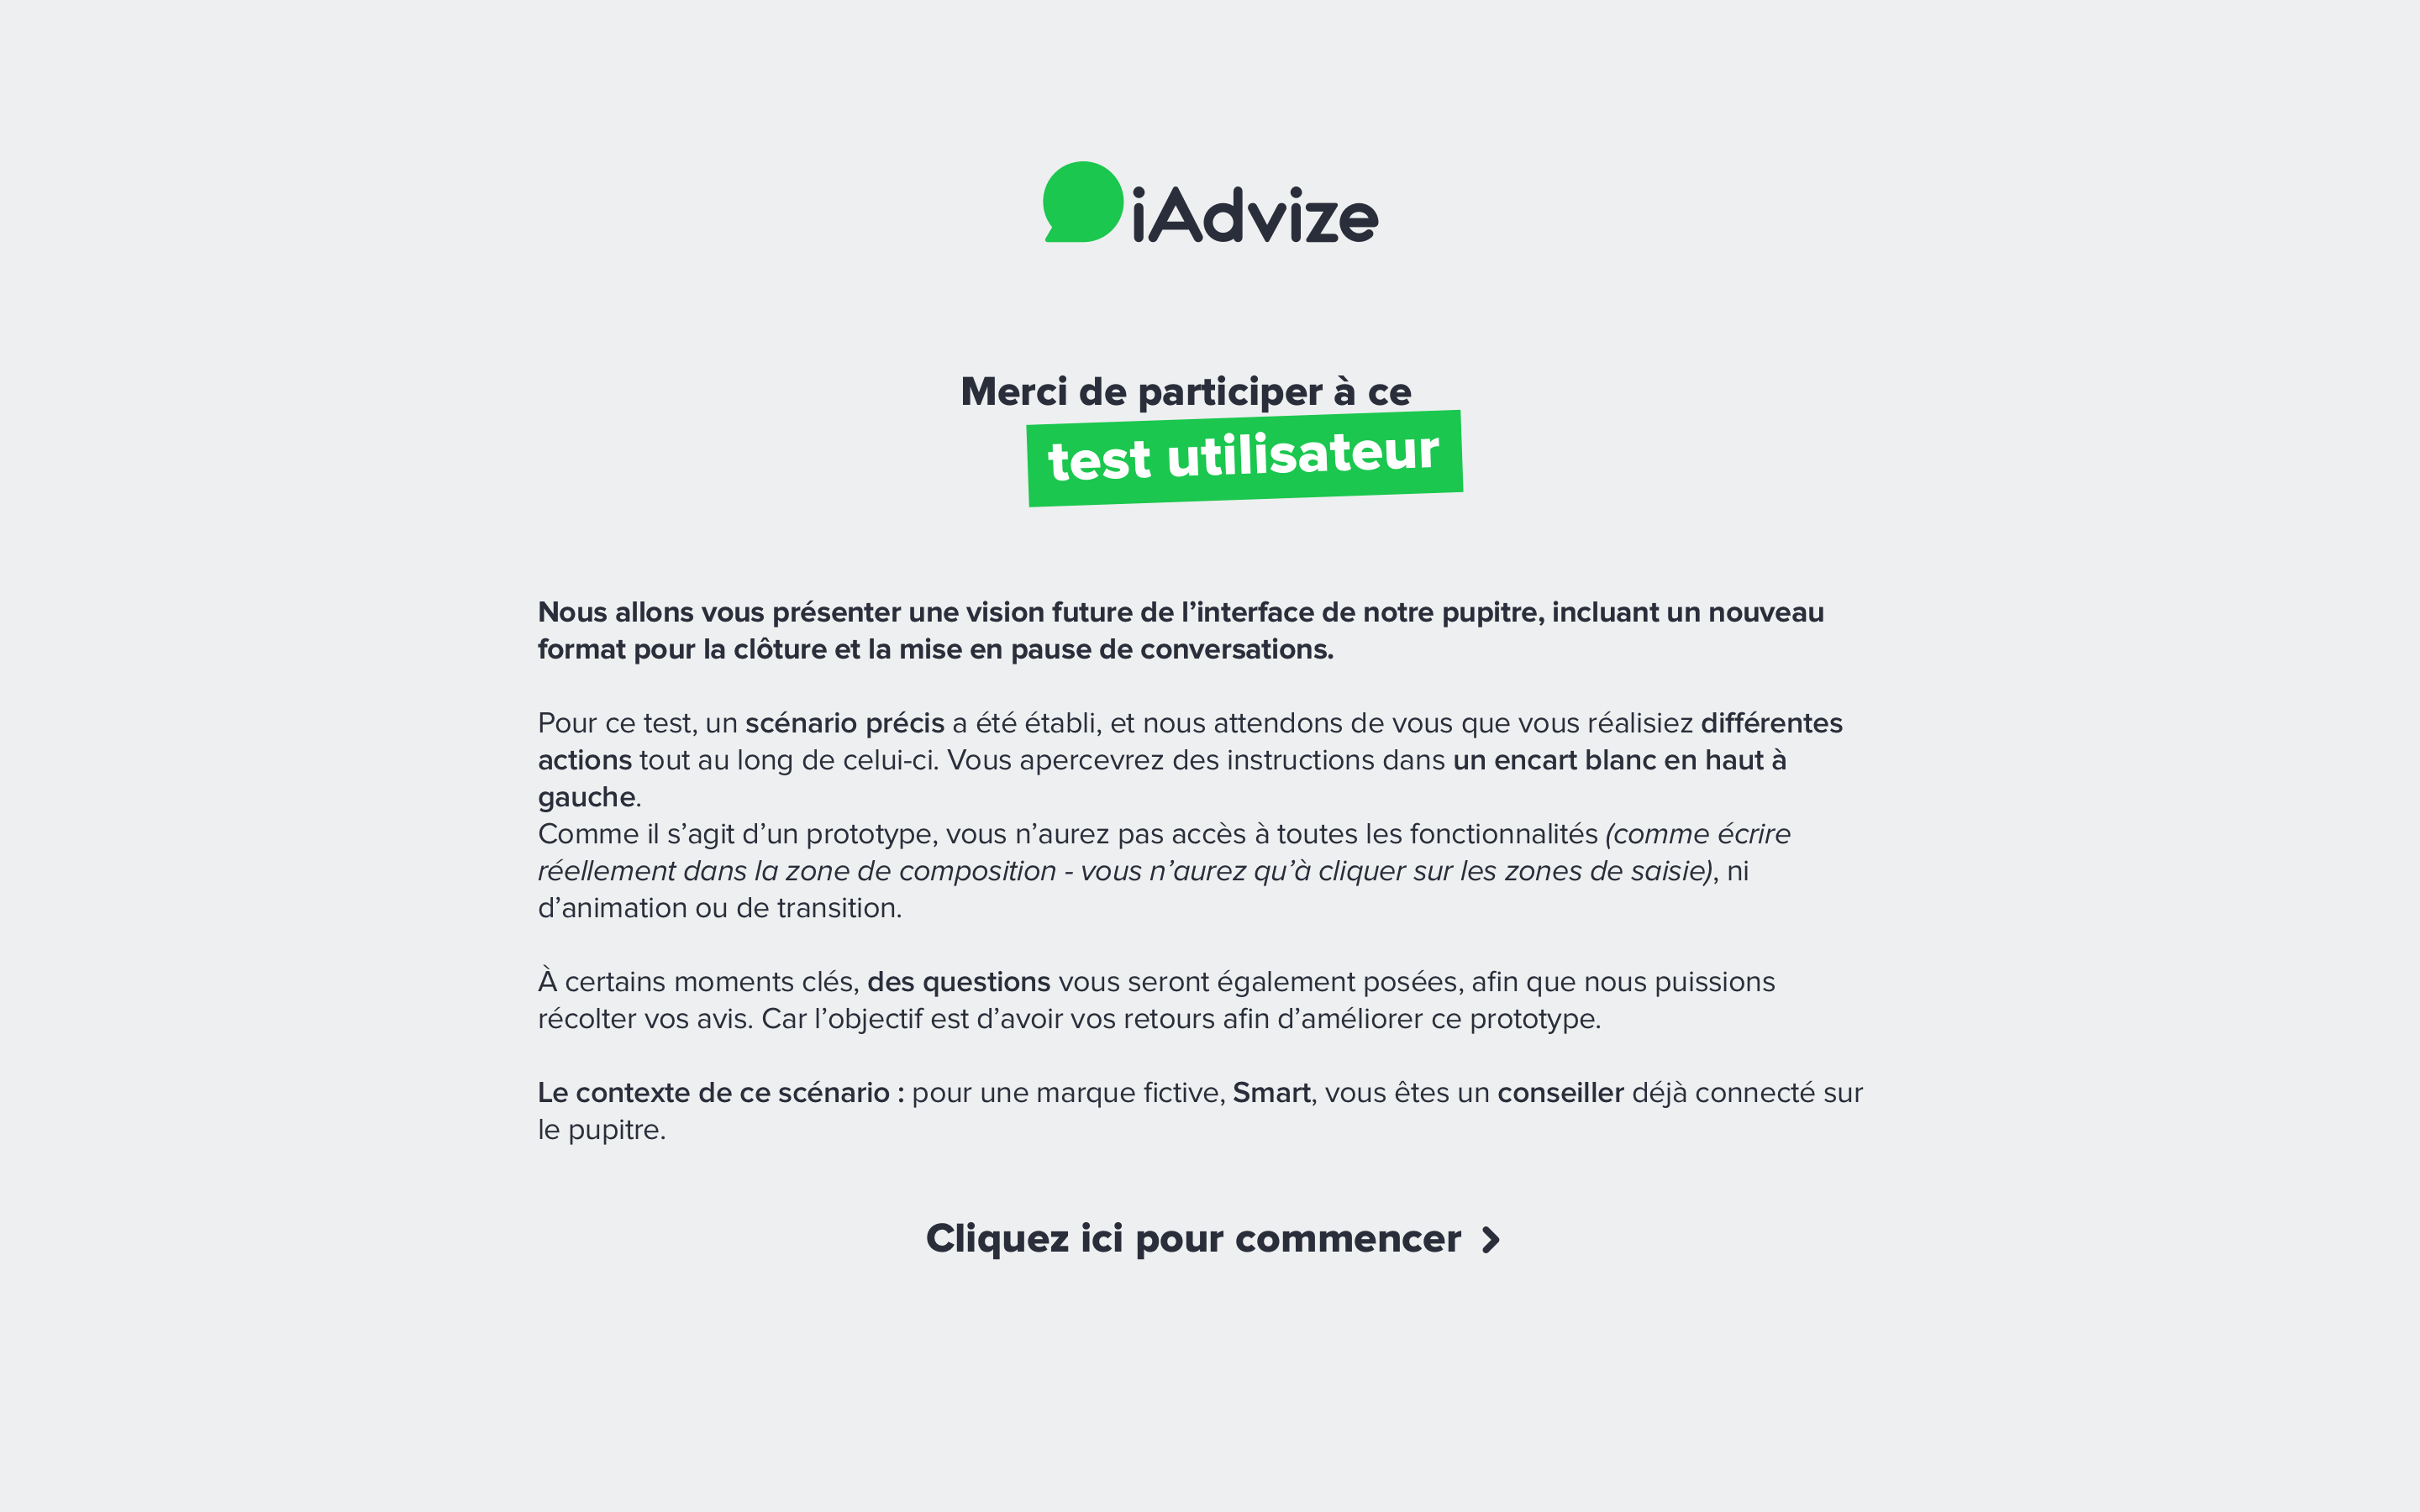 iAdvize
Merci de participer à ce
test utilisateur
Nous allons vous présenter une vision future de l’interface de notre pupitre, incluant un nouveau
format pour la clôture et la mise en pause de conversations.
Pour ce test, un scénario précis a été établi, et nous attendons de vous que vous réalisiez différentes
actions tout au long de celui-ci. Vous apercevrez des instructions dans un encart blanc en haut à
gauche.
Comme il s’agit d’un prototype, vous n’aurez pas accès à toutes les fonctionnalités (comme écrire
réellement dans la zone de composition - vous n’aurez qu’à cliquer sur les zones de saisie), ni
d’animation ou de transition.
À certains moments clés, des questions vous seront également posées, afin que nous puissions
récolter vos avis. Car l’objectif est d’avoir vos retours afin d’améliorer ce prototype.
Le contexte de ce scénario : pour une marque fictive, Smart, vous êtes un conseiller déjà connecté sur
le pupitre.
Cliquez ici pour commencer